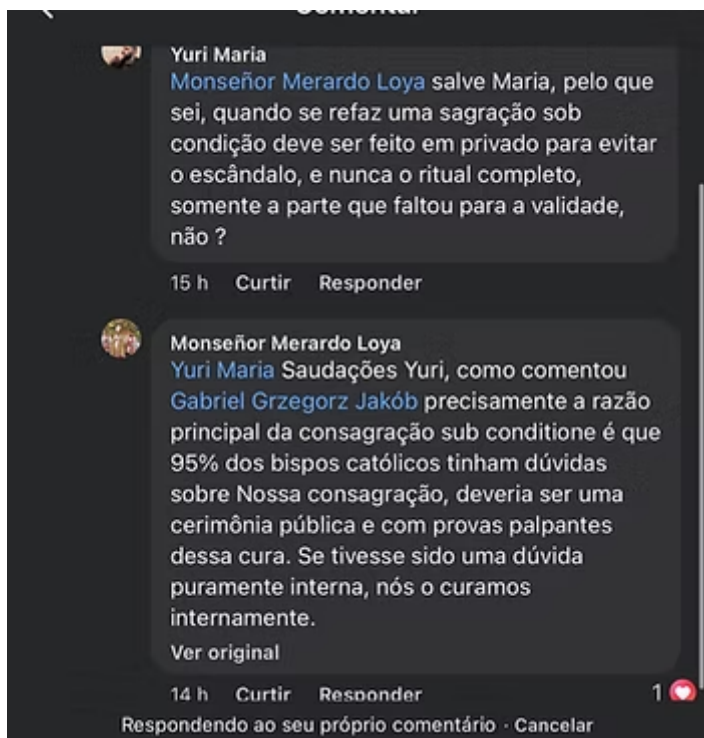 Comentar
Yuri Maria
Monseñor Merardo Loya salve Maria, pelo que
sei, quando se refaz uma sagração sob
condição deve ser feito em privado para evitar
o escândalo, e nunca o ritual completo,
somente a parte que faltou para a validade,
não ?
15 h Curtir Responder
Monseñor Merardo Loya
Yuri Maria Saudações Yuri, como comentou
Gabriel Grzegorz Jakób precisamente a razão
principal da consagração sub conditione é que
95% dos bispos católicos tinham dúvidas
sobre Nossa consagração, deveria ser uma
cerimônia pública e com provas palpantes
dessa cura. Se tivesse sido uma dúvida
puramente interna, nós o curamos
internamente.
Ver original
14 h Curtir Responder 1
Respondendo ao seu próprio comentário · Cancelar